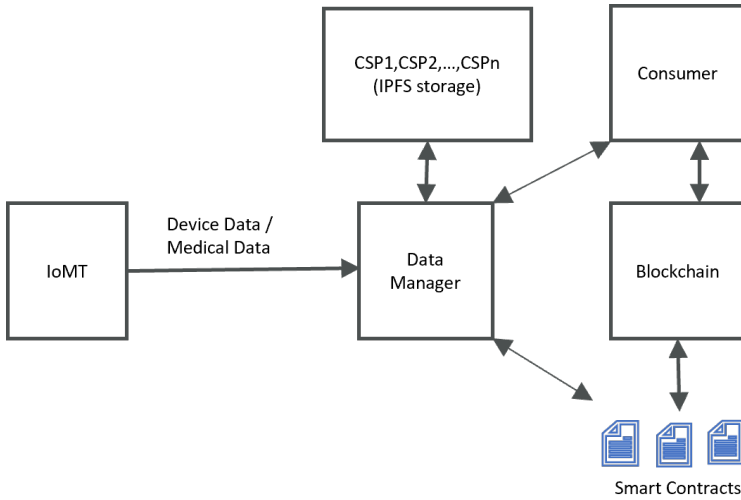 CSP1,CSP2,...,CSPn
(IPFS storage)
Consumer
Device Data /
Medical Data
IoMT
Data
Manager
Blockchain
Smart Contracts